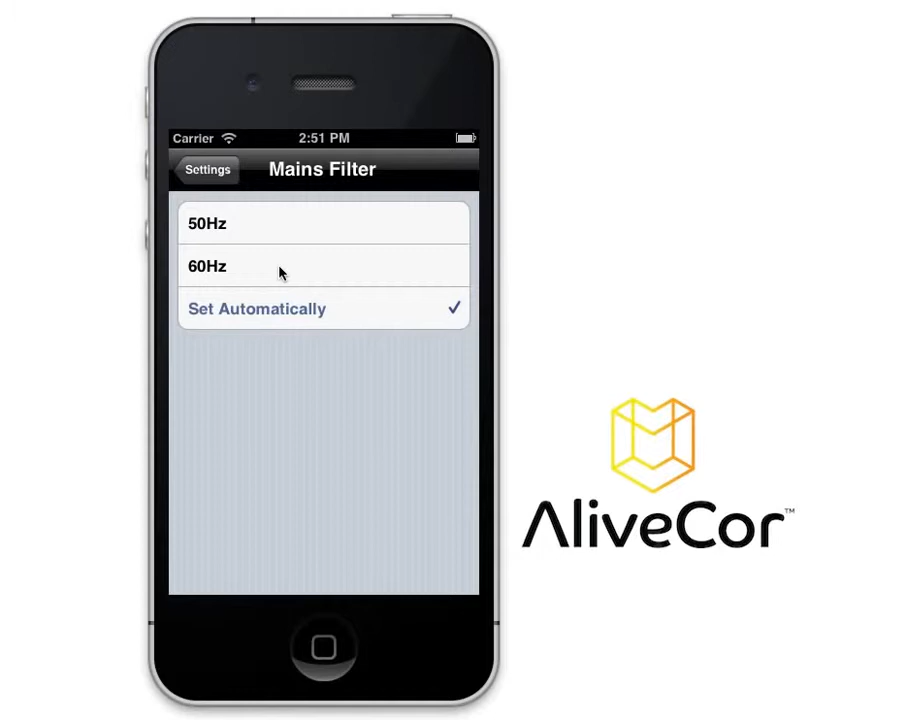 Carrier 2:51 PM
Settings Mains Filter
50Hz
60Hz
Set Automatically
AliveCor™